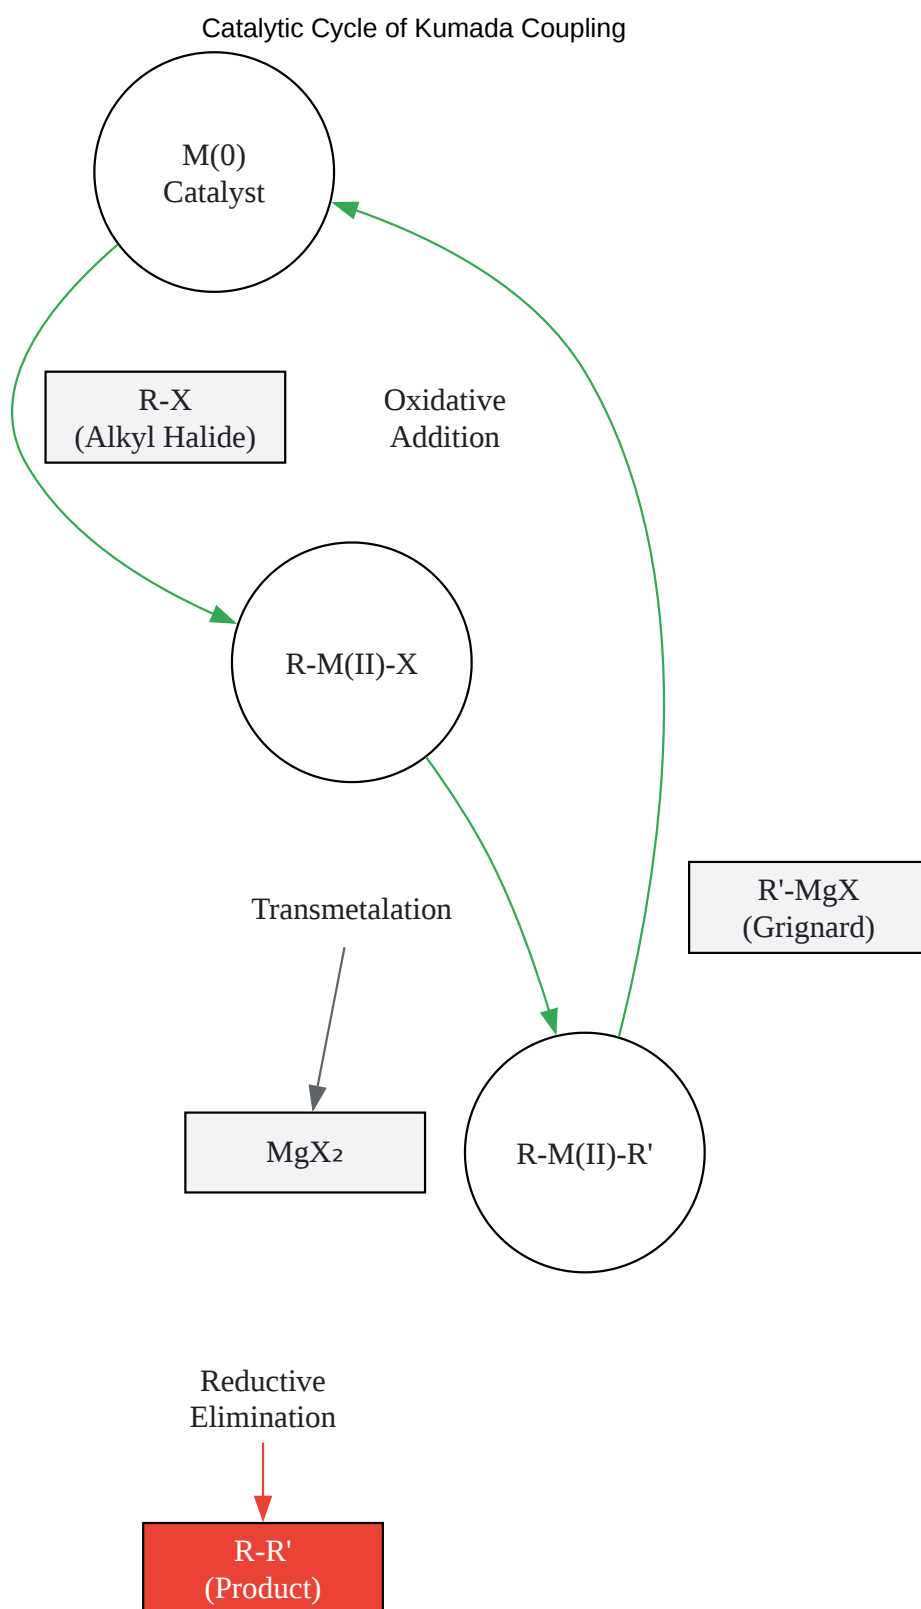 Catalytic Cycle of Kumada Coupling
M(0)
Catalyst
R-X
(Alkyl Halide)
Oxidative
Addition
R-M(II)-X
R'-MgX
(Grignard)
Transmetalation
MgX₂
R-M(II)-R'
Reductive
Elimination
R-R'
(Product)